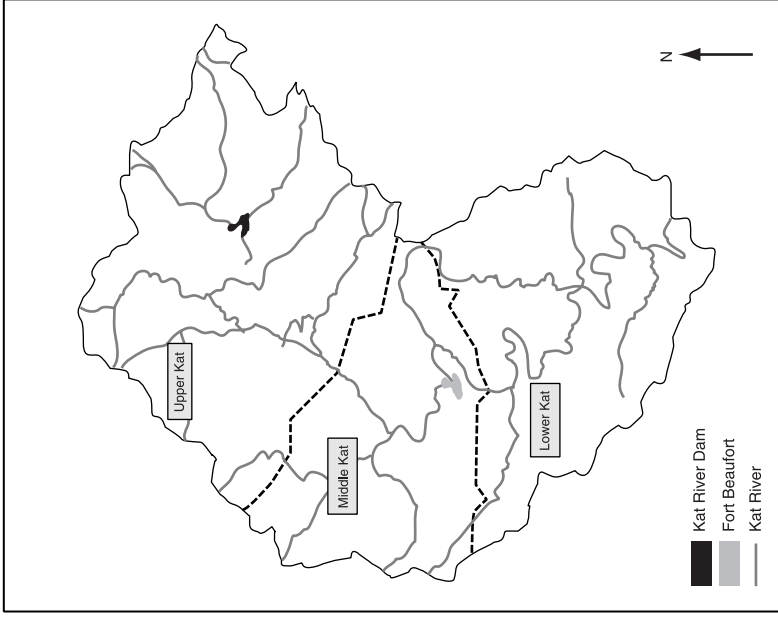 N
Upper Kat
Middle Kat
Lower Kat
Kat River Dam
Fort Beaufort
Kat River